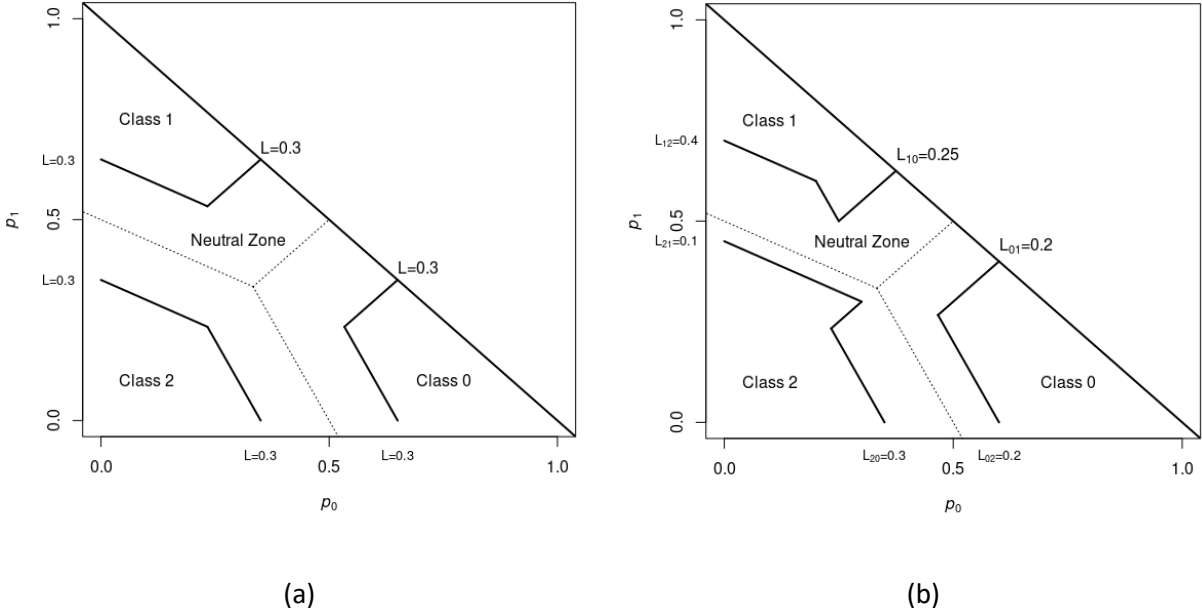 1.0
Class 1
L=0.3
L=0.3
p1
0.5
Neutral Zone
L=0.3
L=0.3
Class 2
Class 0
0.0
L=0.3
L=0.3
0.0
0.5
1.0
p0
(a)
1.0
Class 1
L12=0.4
L10=0.25
p1
0.5
Neutral Zone
L21=0.1
L01=0.2
Class 2
Class 0
0.0
L20=0.3
L02=0.2
0.0
0.5
1.0
p0
(b)